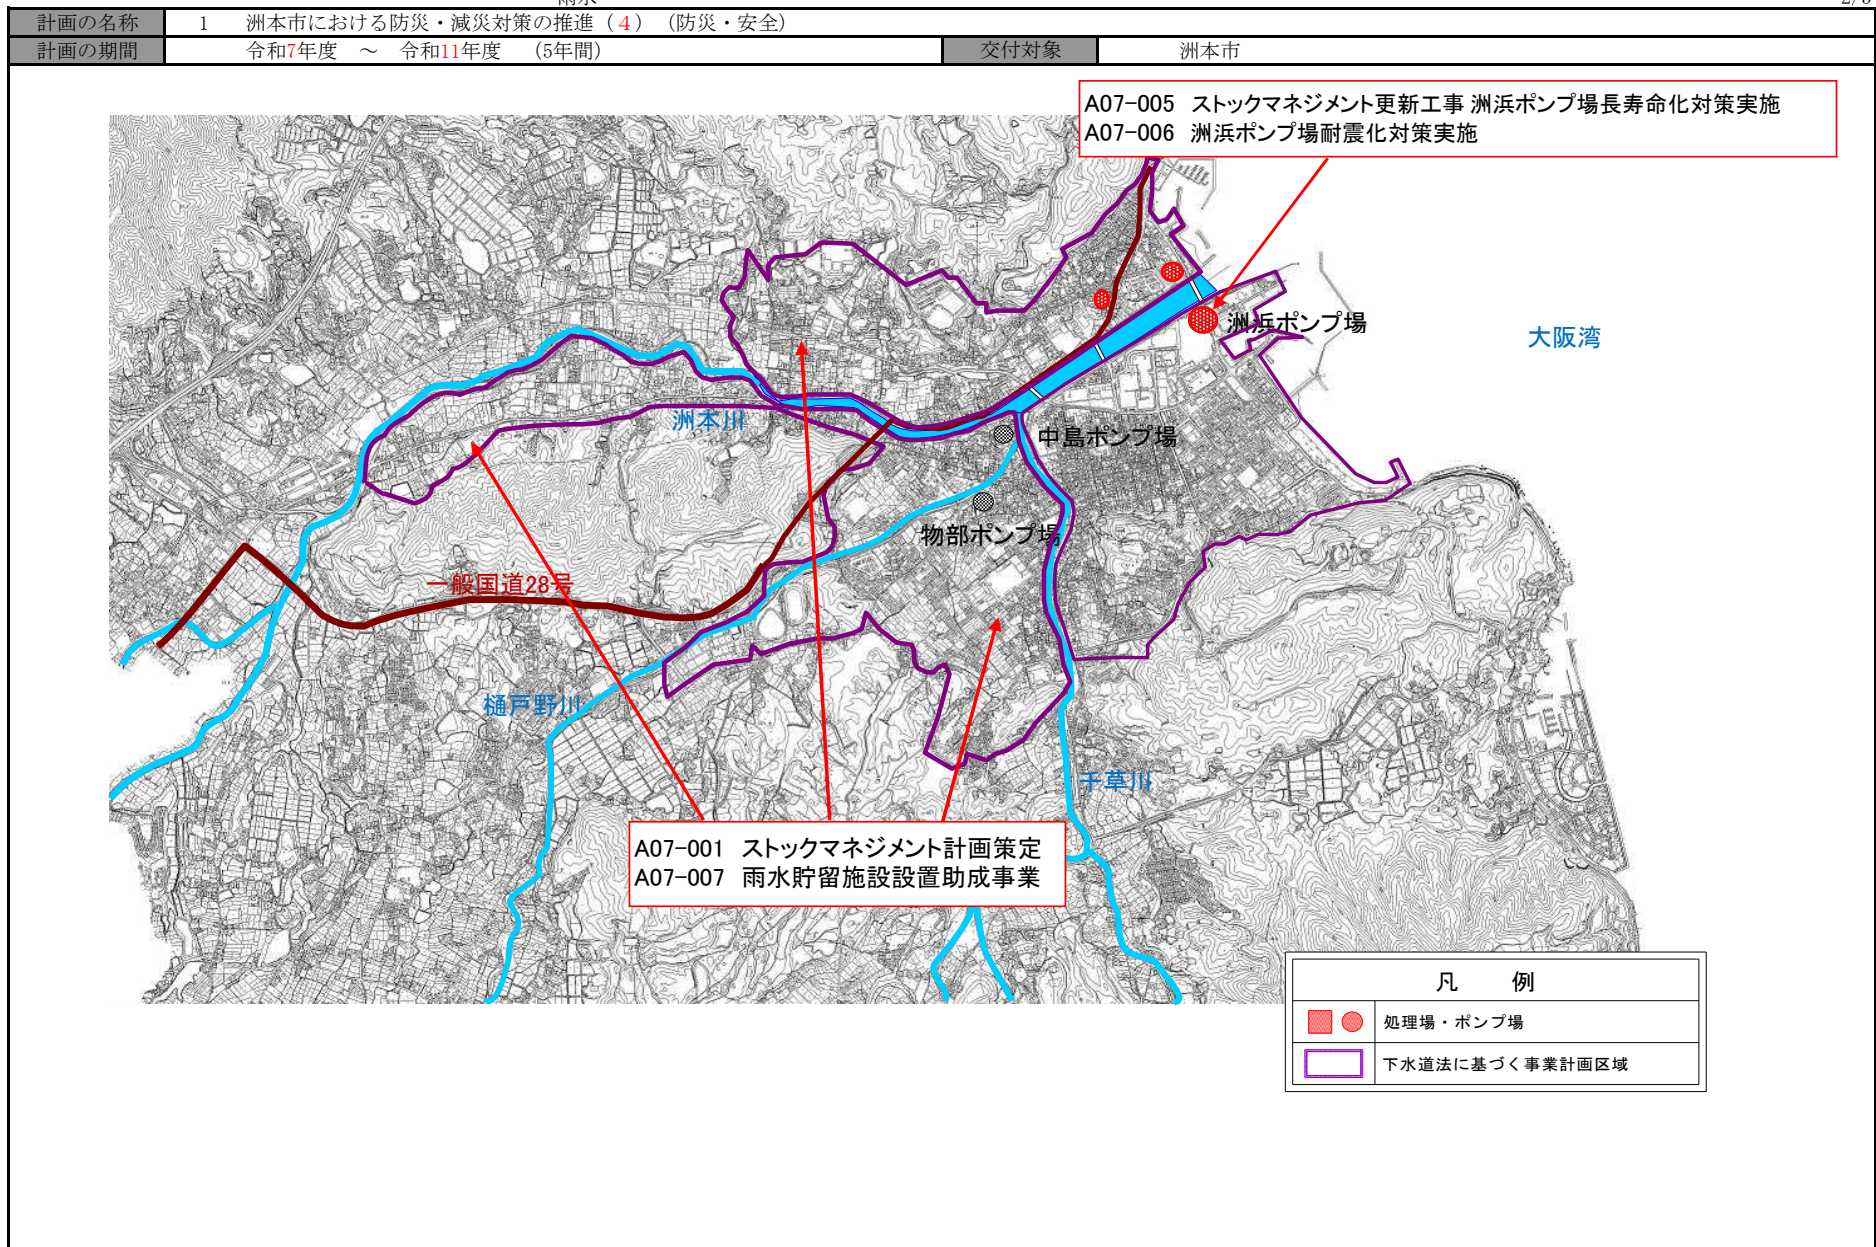 計画の名称 1 洲本市における防災・減災対策の推進（4）（防災・安全）
計画の期間 令和7年度 ～ 令和11年度 (5年間) 交付対象 洲本市
A07-005 ストックマネジメント更新工事 洲浜ポンプ場長寿命化対策実施
A07-006 洲浜ポンプ場耐震化対策実施
洲浜ポンプ場
大阪湾
洲本川
中島ポンプ場
物部ポンプ場
一般国道28号
樋戸野川
千草川
A07-001 ストックマネジメント計画策定
A07-007 雨水貯留施設設置助成事業
凡 例
処理場・ポンプ場
下水道法に基づく事業計画区域